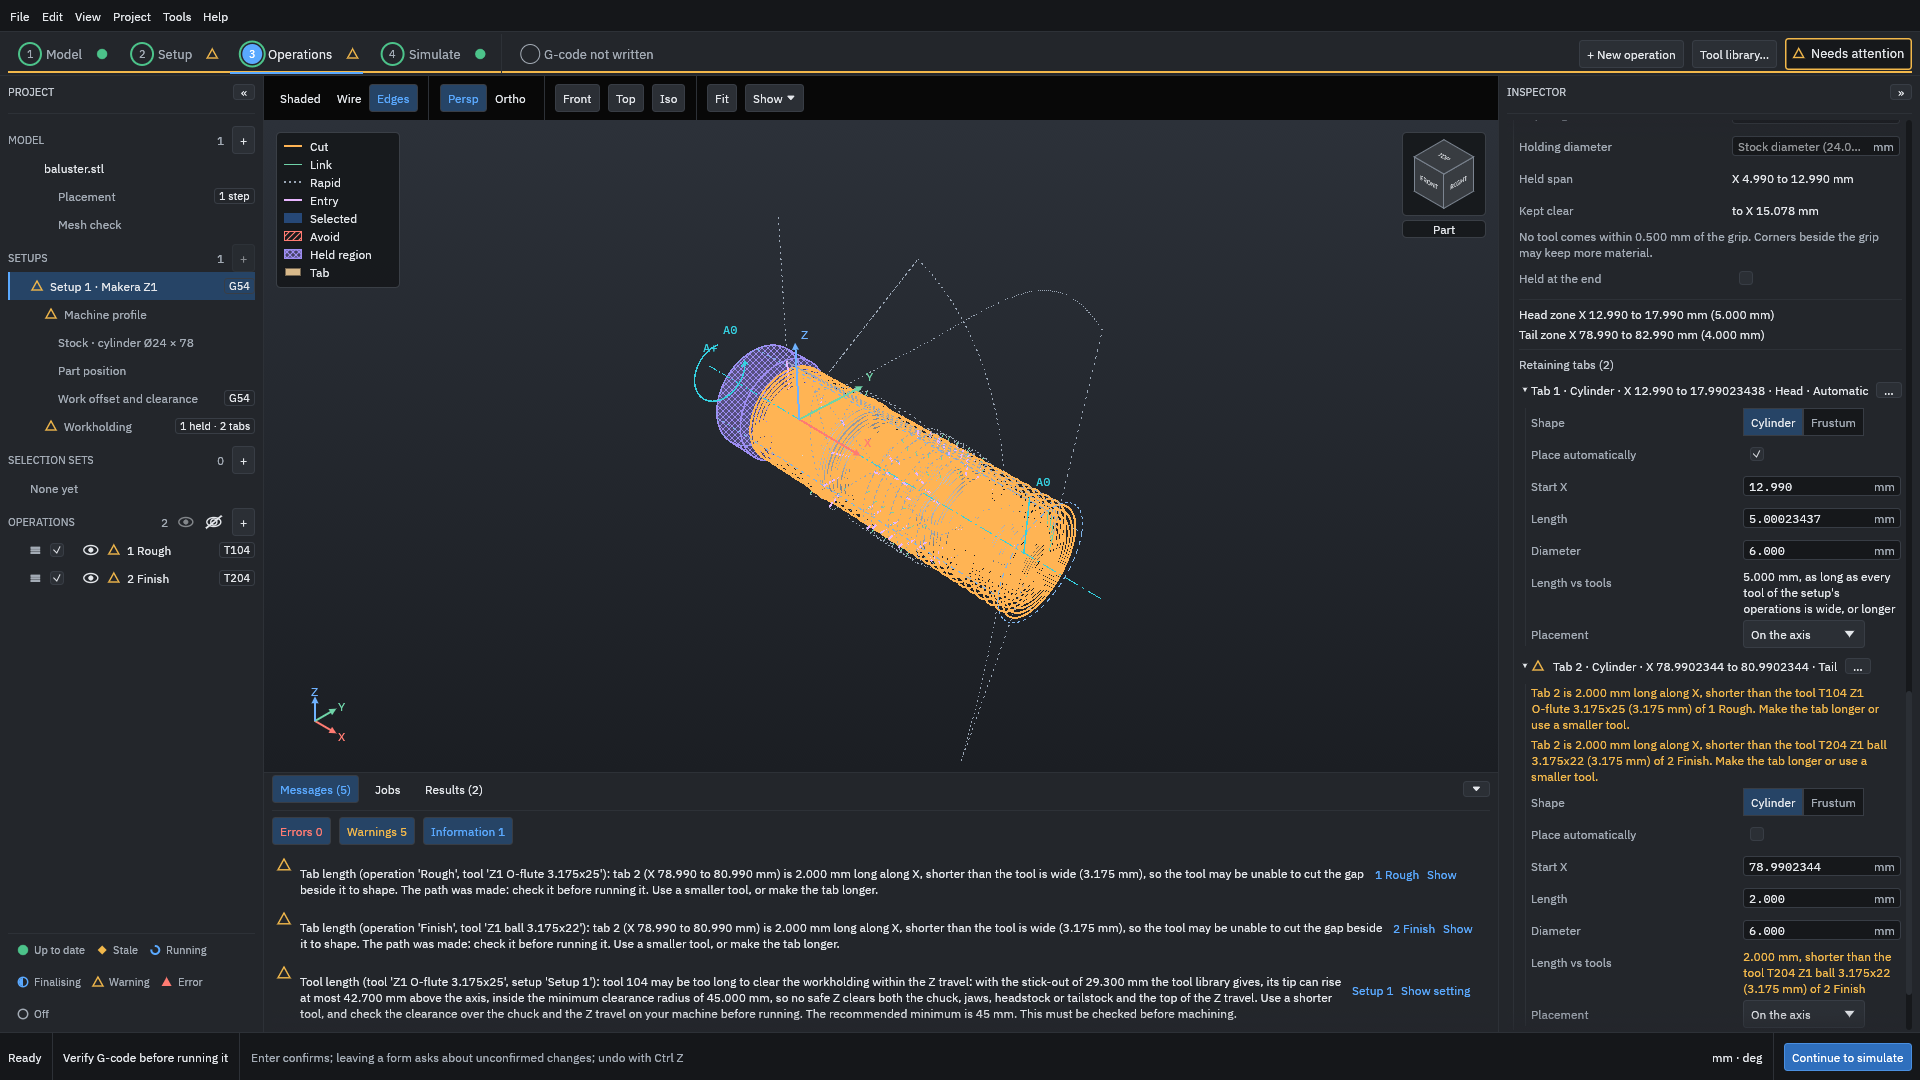 File Edit View Project Tools Help
1 Model 2 Setup 3 Operations 4 Simulate G-code not written + New operation Tool library... Needs attention
PROJECT «
MODEL 1 +
baluster.stl
Placement 1 step
Mesh check
SETUPS 1 +
Setup 1 · Makera Z1 G54
Machine profile
Stock · cylinder Ø24 × 78
Part position
Work offset and clearance G54
Workholding 1 held · 2 tabs
SELECTION SETS 0 +
None yet
OPERATIONS 2 +
1 Rough T104
2 Finish T204
Up to date Stale Running
Finalising Warning Error
Off
Shaded Wire Edges Persp Ortho Front Top Iso Fit Show
Cut
Link
Rapid
Entry
Selected
Avoid
Held region
Tab
TOP
FRONT RIGHT
Part
A0
A+
Z
Y
X
A0
Z
Y
X
Messages (5) Jobs Results (2)
Errors 0 Warnings 5 Information 1
Tab length (operation 'Rough', tool 'Z1 O-flute 3.175x25'): tab 2 (X 78.990 to 80.990 mm) is 2.000 mm long along X, shorter than the tool is wide (3.175 mm), so the tool may be unable to cut the gap
beside it to shape. The path was made: check it before running it. Use a smaller tool, or make the tab longer.
1 Rough Show
Tab length (operation 'Finish', tool 'Z1 ball 3.175x22'): tab 2 (X 78.990 to 80.990 mm) is 2.000 mm long along X, shorter than the tool is wide (3.175 mm), so the tool may be unable to cut the gap beside
it to shape. The path was made: check it before running it. Use a smaller tool, or make the tab longer.
2 Finish Show
Tool length (tool 'Z1 O-flute 3.175x25', setup 'Setup 1'): tool 104 may be too long to clear the workholding within the Z travel: with the stick-out of 29.300 mm the tool library gives, its tip can rise
at most 42.700 mm above the axis, inside the minimum clearance radius of 45.000 mm, so no safe Z clears both the chuck, jaws, headstock or tailstock and the top of the Z travel. Use a shorter
tool, and check the clearance over the chuck and the Z travel on your machine before running. The recommended minimum is 45 mm. This must be checked before machining.
Setup 1 Show setting
INSPECTOR »
Holding diameter Stock diameter (24.0... mm
Held span X 4.990 to 12.990 mm
Kept clear to X 15.078 mm
No tool comes within 0.500 mm of the grip. Corners beside the grip
may keep more material.
Held at the end
Head zone X 12.990 to 17.990 mm (5.000 mm)
Tail zone X 78.990 to 82.990 mm (4.000 mm)
Retaining tabs (2)
Tab 1 · Cylinder · X 12.990 to 17.99023438 · Head · Automatic ...
Shape Cylinder Frustum
Place automatically
Start X 12.990 mm
Length 5.00023437 mm
Diameter 6.000 mm
Length vs tools 5.000 mm, as long as every
tool of the setup's
operations is wide, or longer
Placement On the axis
Tab 2 · Cylinder · X 78.9902344 to 80.9902344 · Tail ...
Tab 2 is 2.000 mm long along X, shorter than the tool T104 Z1
O-flute 3.175x25 (3.175 mm) of 1 Rough. Make the tab longer or
use a smaller tool.
Tab 2 is 2.000 mm long along X, shorter than the tool T204 Z1 ball
3.175x22 (3.175 mm) of 2 Finish. Make the tab longer or use a
smaller tool.
Shape Cylinder Frustum
Place automatically
Start X 78.9902344 mm
Length 2.000 mm
Diameter 6.000 mm
Length vs tools 2.000 mm, shorter than the
tool T204 Z1 ball 3.175x22
(3.175 mm) of 2 Finish
Placement On the axis
Ready Verify G-code before running it Enter confirms; leaving a form asks about unconfirmed changes; undo with Ctrl Z mm · deg Continue to simulate